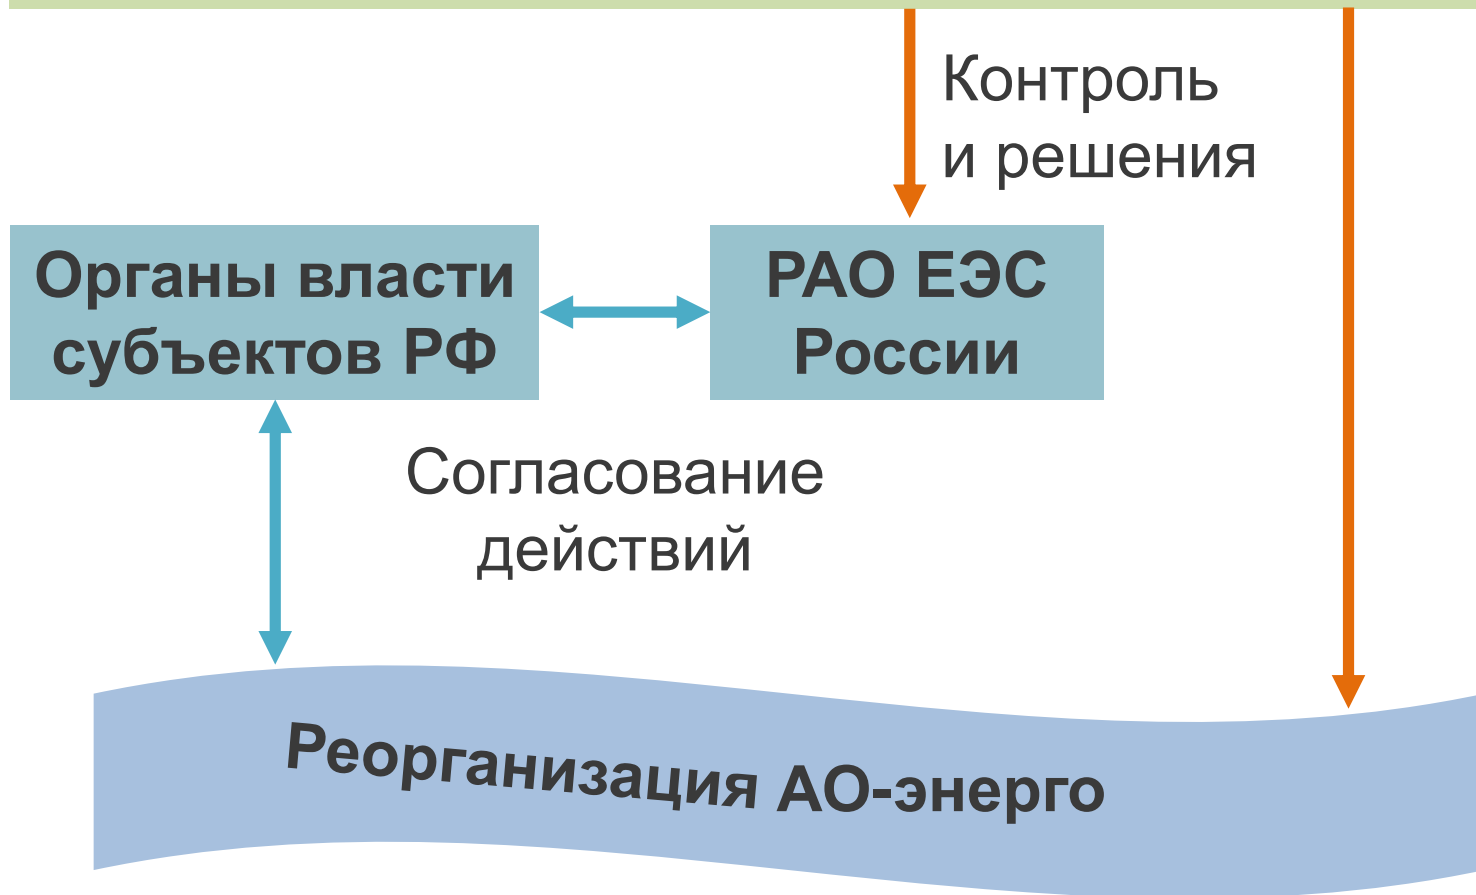 Контроль
и решения
Органы власти
субъектов РФ
РАО ЕЭС
России
Согласование
действий
Реорганизация АО-энерго